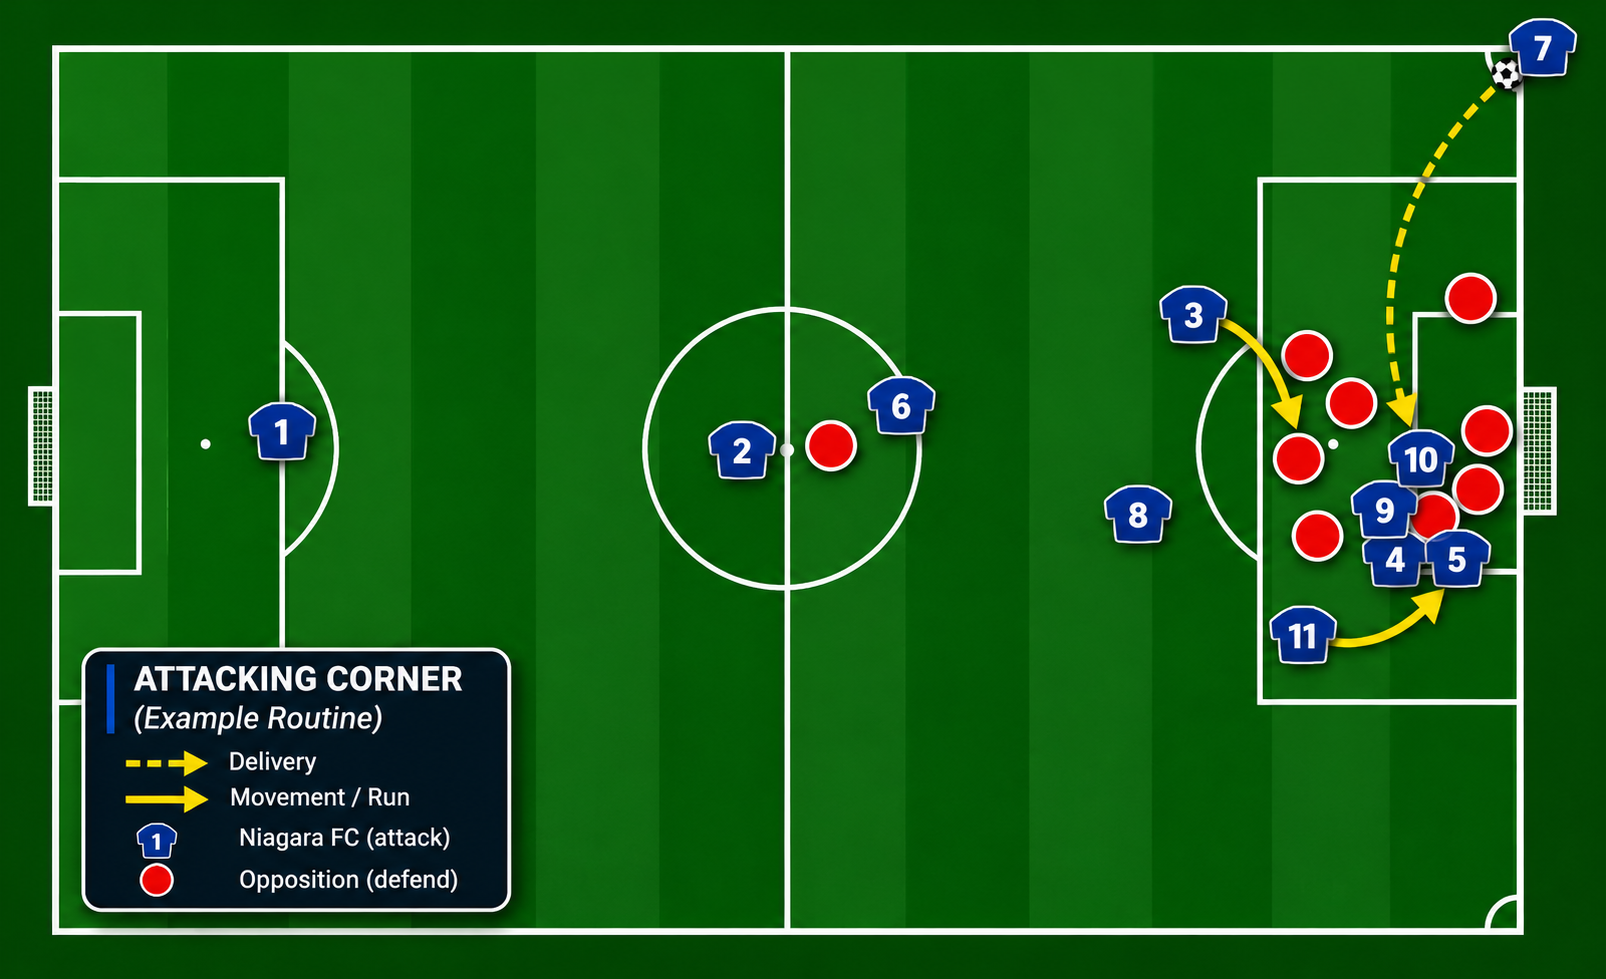 7
3
6
2
1
10
8
9
4
5
11
ATTACKING CORNER
(Example Routine)
Delivery
Movement / Run
1
Niagara FC (attack)
Opposition (defend)